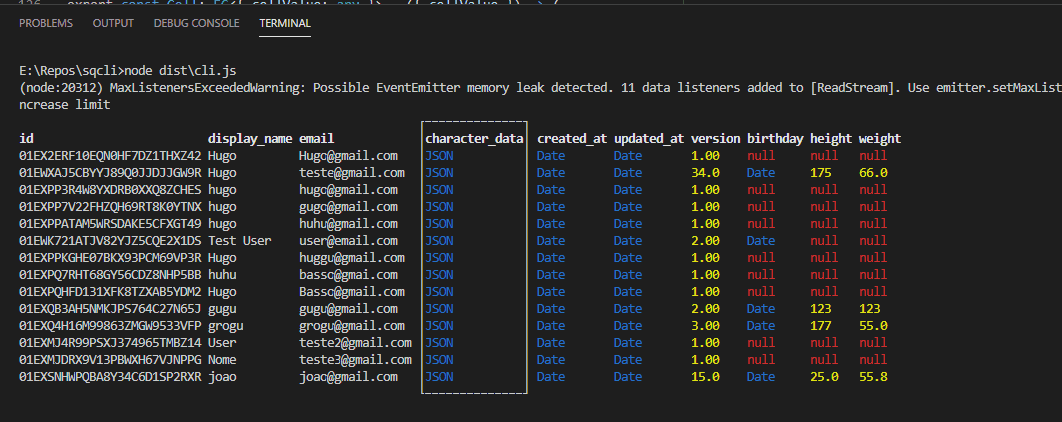 126 export const Cell: FC<{ cellValue: any }> = ({ cellValue }) => (
PROBLEMS OUTPUT DEBUG CONSOLE TERMINAL
E:\Repos\sqcli>node dist\cli.js
(node:20312) MaxListenersExceededWarning: Possible EventEmitter memory leak detected. 11 data listeners added to [ReadStream]. Use emitter.setMaxList
ncrease limit
id display_name email character_data created_at updated_at version birthday height weight
01EX2ERF10EQN0HF7DZ1THXZ42 Hugo Hugo@gmail.com JSON Date Date 1.00 null null null
01EWXAJ5CBYYJ89Q0JJDJJGW9R Hugo teste@gmail.com JSON Date Date 34.0 Date 175 66.0
01EXPP3R4W8YXDRB0XXQ8ZCHES hugo hugo@gmail.com JSON Date Date 1.00 null null null
01EXPP7V22FHZQH69RT8K0YTNX hugo gugo@gmail.com JSON Date Date 1.00 null null null
01EXPPATAM5WRSDAKE5CFXGT49 hugo huhu@gmail.com JSON Date Date 1.00 null null null
01EWK721ATJV82YJZ5CQE2X1DS Test User user@email.com JSON Date Date 2.00 Date null null
01EXPPKGHE07BKX93PCM69VP3R Hugo huggu@gmail.com JSON Date Date 1.00 null null null
01EXPQ7RHT68GY56CDZ8NHP5BB huhu bassc@gmail.com JSON Date Date 1.00 null null null
01EXPQHFD131XFK8TZXAB5YDM2 Hugo Bassc@gmail.com JSON Date Date 1.00 null null null
01EXQB3AH5NMKJPS764C27N65J gugu gugu@gmail.com JSON Date Date 2.00 Date 123 123
01EXQ4H16M99863ZMGW9533VFP grogu grogu@gmail.com JSON Date Date 3.00 Date 177 55.0
01EXMJ4R99PSXJ374965TMBZ14 User teste2@gmail.com JSON Date Date 1.00 null null null
01EXMJDRX9V13PBWXH67VJNPPG Nome teste3@gmail.com JSON Date Date 1.00 null null null
01EXSNHWPQBA8Y34C6D1SP2RXR joao joao@gmail.com JSON Date Date 15.0 Date 25.0 55.8